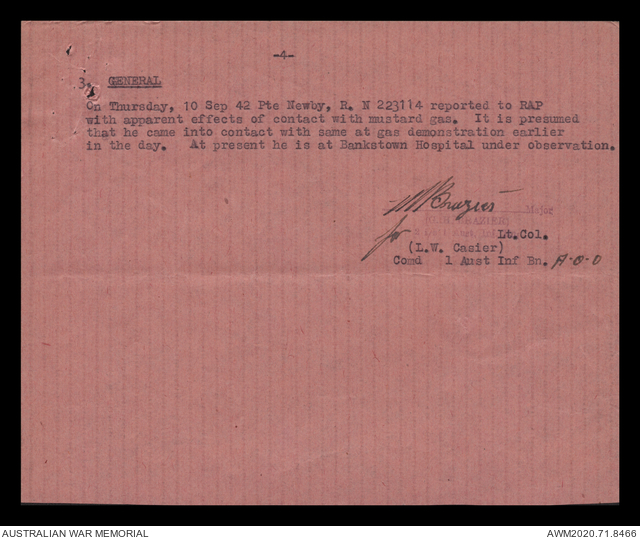 -4-
3. GENERAL
On Thursday, 10 Sep 42 Pte Newby, R. N 223114 reported to RAP
with apparent effects of contact with mustard gas. It is presumed
that he came into contact with same at gas demonstration earlier
in the day. At present he is at Bankstown Hospital under observation.
Brazier Major
for Lt.Col.
(L.W. Casier)
Comd 1 Aust Inf Bn. A.O.D
AUSTRALIAN WAR MEMORIAL AWM2020.71.8466